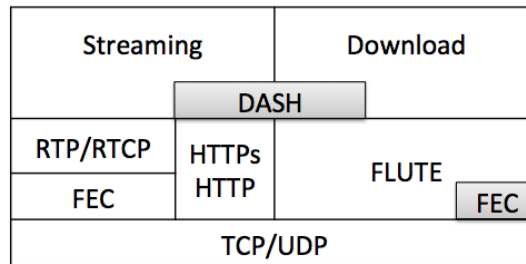 Streaming
Download
DASH
RTP/RTCP
HTTPs
HTTP
FLUTE
FEC
FEC
TCP/UDP